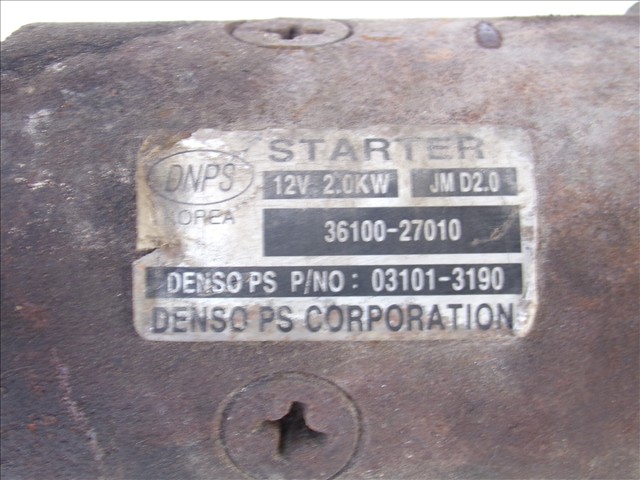 STARTER
DNPS
KOREA
12V 2.0KW JM D2.0
36100-27010
DENSO PS P/NO : 03101-3190
DENSO PS CORPORATION